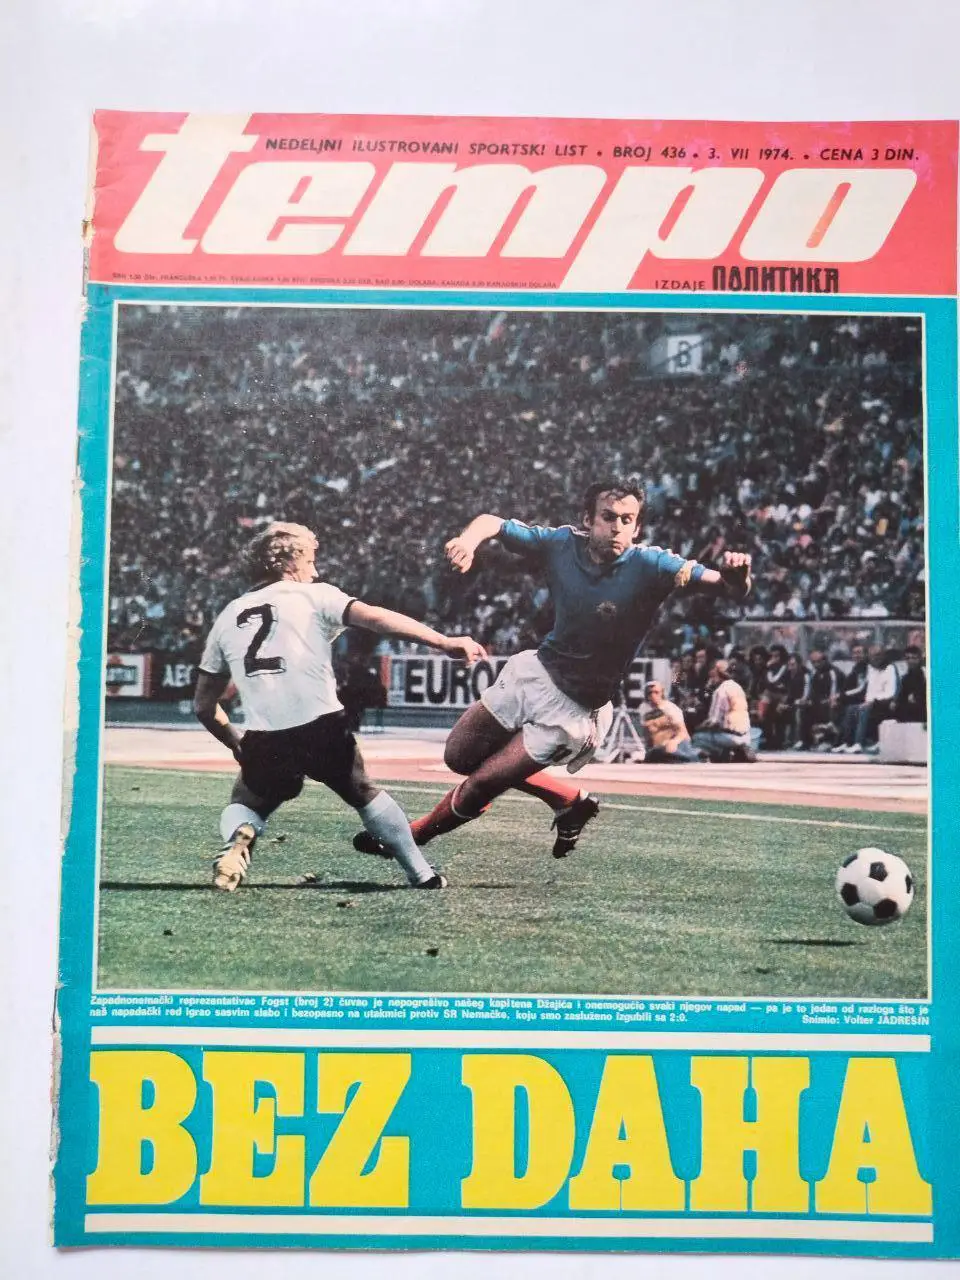 NEDELJNI ILUSTROVANI SPORTSKI LIST • BROJ 436 • 3. VII 1974. • CENA 3 DIN.
tempo
IZDAJE ПОЛИТИКА
B
2
AEG
EURO
Zapadnonemački reprezentativac Fogst (broj 2) čuvao je nepogrešivo našeg kapitena Džajića i onemogućio svaki njegov napad — pa je to jedan od razloga što je
naš napadački red igrao sasvim slabo i bezopasno na utakmici protiv SR Nemačke, koju smo zasluženo izgubili sa 2:0.
Snimio: Volter JADREŠIN
BEZ DAHA